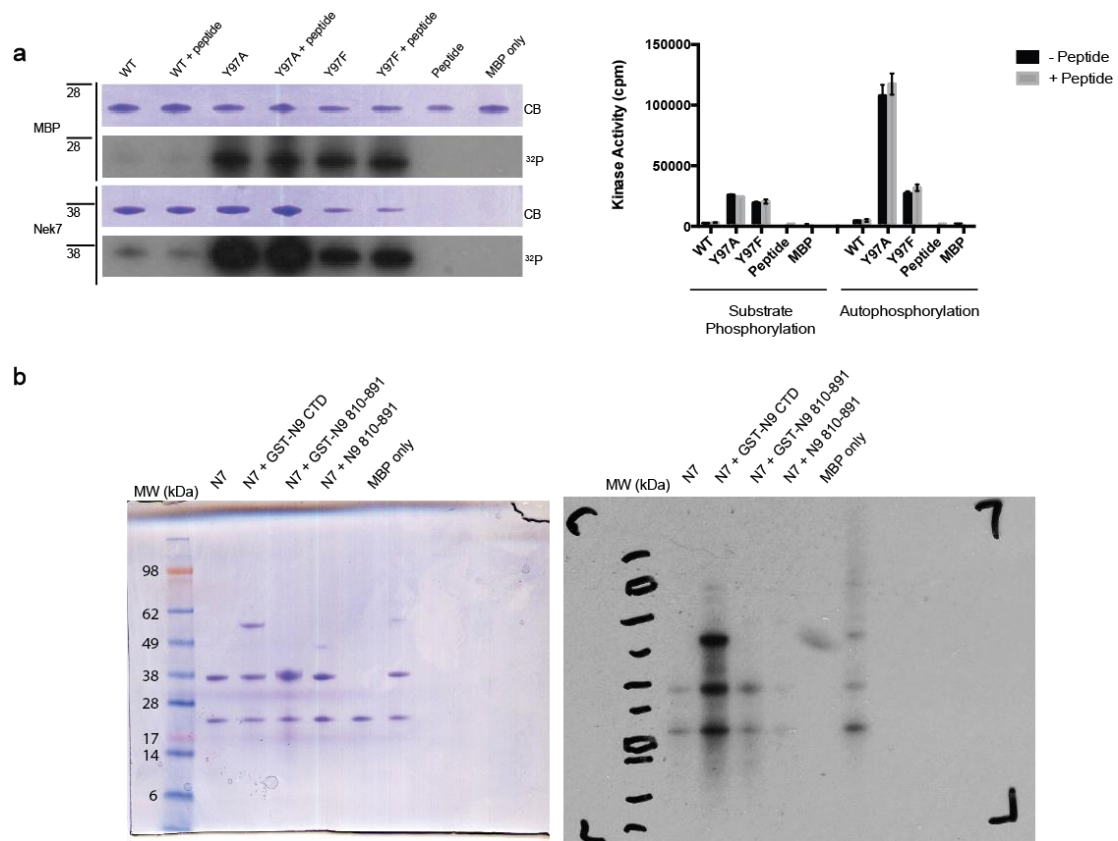 a
WT
WT + peptide
Y97A
Y97A + peptide
Y97F
Y97F + peptide
Peptide
MBP only
28
CB
MBP
28
32P
38
CB
Nek7
38
32P
150000
100000
50000
0
Kinase Activity (cpm)
- Peptide
+ Peptide
WT
Y97A
Y97F
Peptide
MBP
WT
Y97A
Y97F
Peptide
MBP
Substrate
Phosphorylation
Autophosphorylation
b
MW (kDa)
N7
N7 + GST-N9 CTD
N7 + GST-N9 810-891
N7 + N9 810-891
MBP only
98
62
49
38
28
17
14
6
MW (kDa)
N7
N7 + GST-N9 CTD
N7 + GST-N9 810-891
N7 + N9 810-891
MBP only